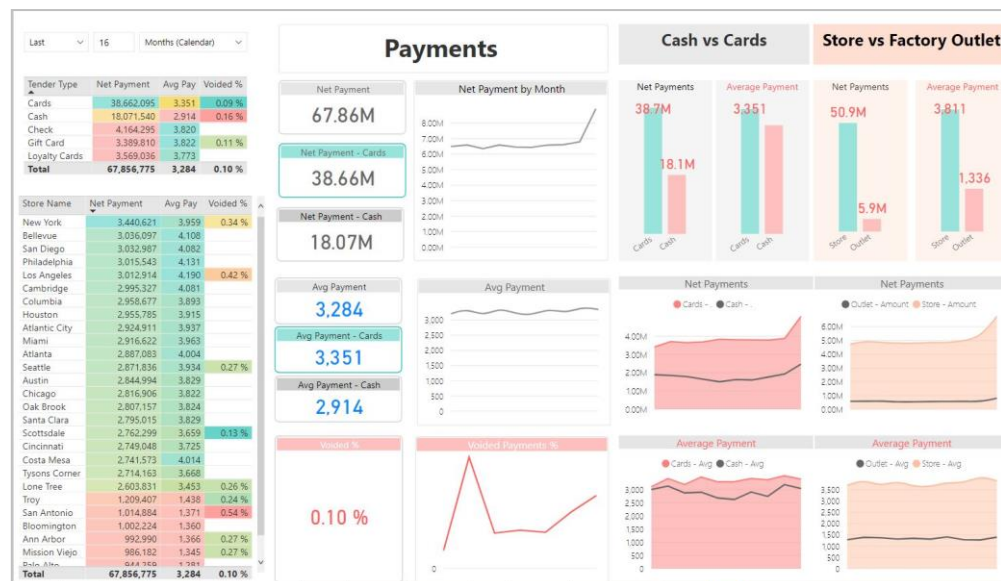 Last 16 Months (Calendar)
Payments
Cash vs Cards
Store vs Factory Outlet
Tender Type Net Payment Avg Pay Voided %
Cards 38,662,095 3,351 0.09 %
Cash 18,071,540 2,914 0.16 %
Check 4,164,295 3,820
Gift Card 3,389,810 3,822 0.11 %
Loyalty Cards 3,569,036 3,773
Total 67,856,775 3,284 0.10 %
Store Name Net Payment Avg Pay Voided %
New York 3,440,621 3,959 0.34 %
Bellevue 3,036,097 4,108
San Diego 3,032,987 4,082
Philadelphia 3,015,543 4,131
Los Angeles 3,012,914 4,190 0.42 %
Cambridge 2,995,327 4,081
Columbia 2,958,677 3,893
Houston 2,955,785 3,915
Atlantic City 2,924,911 3,937
Miami 2,916,622 3,963
Atlanta 2,887,083 4,004
Seattle 2,871,836 3,934 0.27 %
Austin 2,844,994 3,829
Chicago 2,816,906 3,822
Oak Brook 2,807,157 3,824
Santa Clara 2,795,015 3,829
Scottsdale 2,762,299 3,659 0.13 %
Cincinnati 2,749,048 3,725
Costa Mesa 2,741,573 4,014
Tysons Corner 2,714,163 3,668
Lone Tree 2,603,831 3,453 0.26 %
Troy 1,209,407 1,438 0.24 %
San Antonio 1,014,884 1,371 0.54 %
Bloomington 1,002,224 1,360
Ann Arbor 992,990 1,366 0.27 %
Mission Viejo 986,182 1,345 0.27 %
Palo Alto 944,259 1,281
Total 67,856,775 3,284 0.10 %
Net Payment
67.86M
Net Payment - Cards
38.66M
Net Payment - Cash
18.07M
Net Payment by Month
8.00M
7.00M
6.00M
5.00M
4.00M
3.00M
2.00M
1.00M
0.00M
Avg Payment
3,284
Avg Payment - Cards
3,351
Avg Payment - Cash
2,914
Avg Payment
3,000
2,500
2,000
1,500
1,000
500
0
Voided %
0.10 %
Voided Payments %
0
Net Payments
38.7M
18.1M
Cards Cash
Average Payment
3,351
Cards Cash
Net Payments
50.9M
5.9M
Store Outlet
Average Payment
3,811
1,336
Store Outlet
Net Payments
Cards - .. Cash - ..
4.00M
3.00M
2.00M
1.00M
0.00M
Net Payments
Outlet - Amount Store - Amount
6.00M
5.00M
4.00M
3.00M
2.00M
1.00M
0.00M
Average Payment
Cards - Avg Cash - Avg
3,000
2,500
2,000
1,500
1,000
500
0
Average Payment
Outlet - Avg Store - Avg
3,500
3,000
2,500
2,000
1,500
1,000
500
0